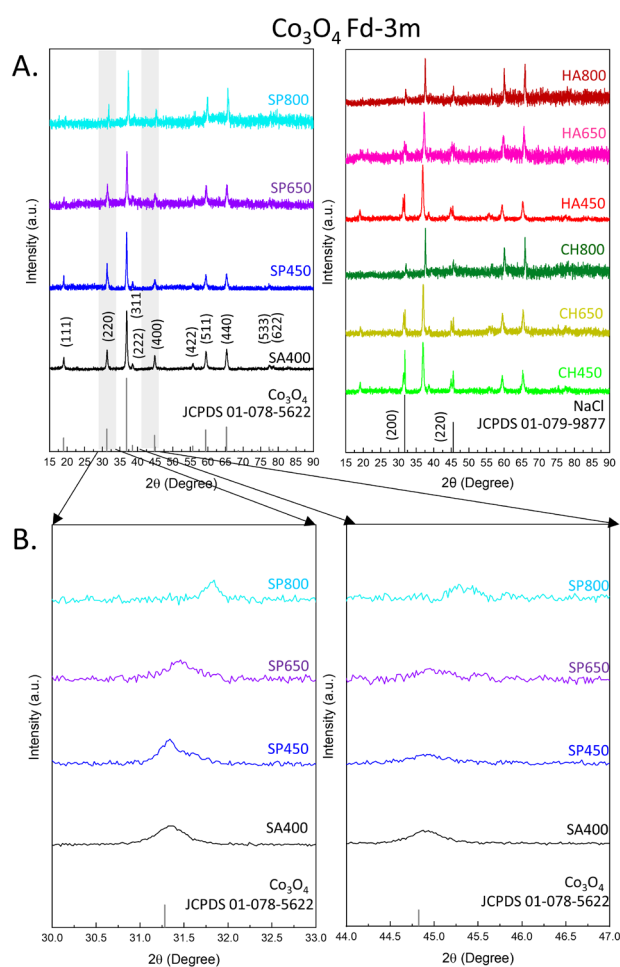 Co₃O₄ Fd-3m
A.
Intensity (a.u.)
SP800
SP650
SP450
(111)
(220)
311
(222)
(400)
(422)
(511)
(440)
(533)
(622)
SA400
Co₃O₄
JCPDS 01-078-5622
15 19 25 30 35 40 45 50 55 60 65 70 75 80 85 90
2θ (Degree)
Intensity (a.u.)
HA800
HA650
HA450
CH800
CH650
CH450
NaCl
JCPDS 01-079-9877
(200)
(220)
15 19 25 30 35 40 45 50 55 60 65 70 75 80 85 90
2θ (Degree)
B.
Intensity (a.u.)
SP800
SP650
SP450
SA400
Co₃O₄
JCPDS 01-078-5622
30.0 30.5 31.0 31.5 32.0 32.5 33.0
2θ (Degree)
Intensity (a.u.)
SP800
SP650
SP450
SA400
Co₃O₄
JCPDS 01-078-5622
44.0 44.5 45.0 45.5 46.0 46.5 47.0
2θ (Degree)